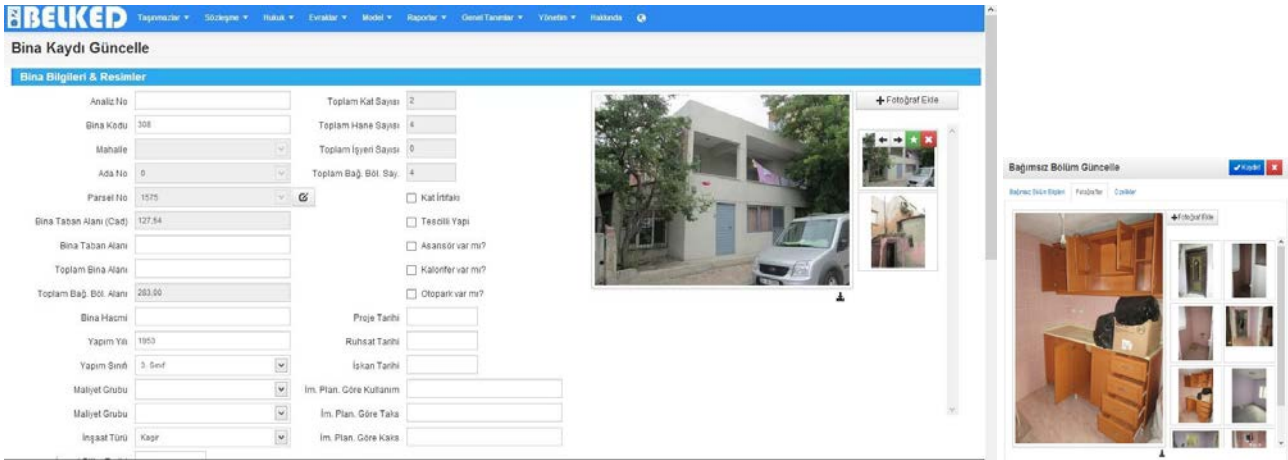 BELKED Taşınmazlar Sözleşme Hukuk Evraklar Model Raporlar Genel Tanımlar Yönetim Hakkında
Bina Kaydı Güncelle
Bina Bilgileri & Resimler
Analiz No Toplam Kat Sayısı 2 + Fotoğraf Ekle
Bina Kodu 308 Toplam Hane Sayısı 4
Mahalle Toplam İşyeri Sayısı 0
Ada No 0 Toplam Bağ. Böl. Say. 4
Parsel No 1575 Kat İrtifakı
Bina Taban Alanı (Cad) 127,54 Tescilli Yapı
Bina Taban Alanı Asansör var mı?
Toplam Bina Alanı Kalorifer var mı?
Toplam Bağ. Böl. Alanı 283,00 Otopark var mı?
Bina Hacmi Proje Tarihi
Yapım Yılı 1953 Ruhsat Tarihi
Yapım Sınıfı 3. Sınıf İskan Tarihi
Maliyet Grubu İm. Plan. Göre Kullanım
Maliyet Grubu İm. Plan. Göre Taks
İnşaat Türü Kagir İm. Plan. Göre Kaks
Bağımsız Bölüm Güncelle Kaydet
Bağımsız Bölüm Bilgileri Fotoğraflar Özellikler
+Fotoğraf Ekle